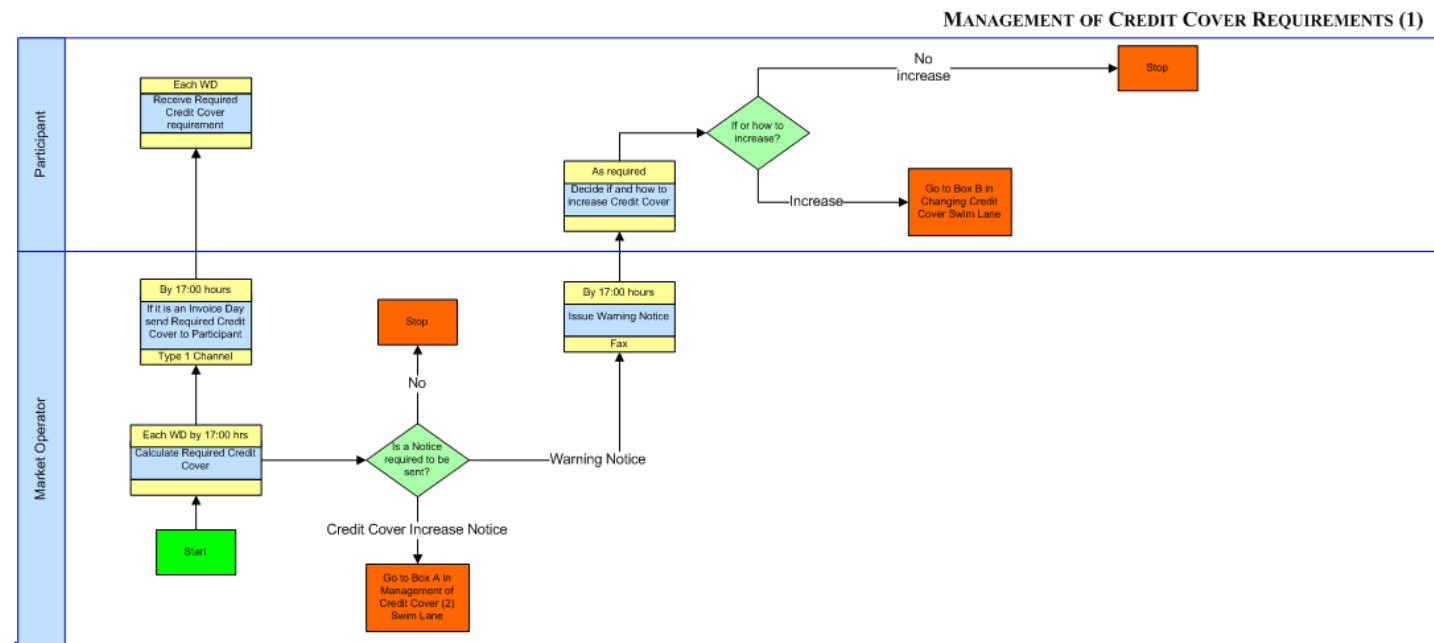 MANAGEMENT OF CREDIT COVER REQUIREMENTS (1)
Participant
Each WD
Receive Required
Credit Cover
requirement
As required
Decide if and how to
increase Credit Cover
If or how to
increase?
No
increase
Stop
Increase
Go to Box B in
Changing Credit
Cover Swim Lane
Market Operator
By 17:00 hours
If it is an Invoice Day
send Required Credit
Cover to Participant
Type 1 Channel
Each WD by 17:00 hrs
Calculate Required Credit
Cover
Start
Stop
No
Is a Notice
required to be
sent?
Credit Cover Increase Notice
Go to Box A in
Management of
Credit Cover (2)
Swim Lane
Warning Notice
By 17:00 hours
Issue Warning Notice
Fax